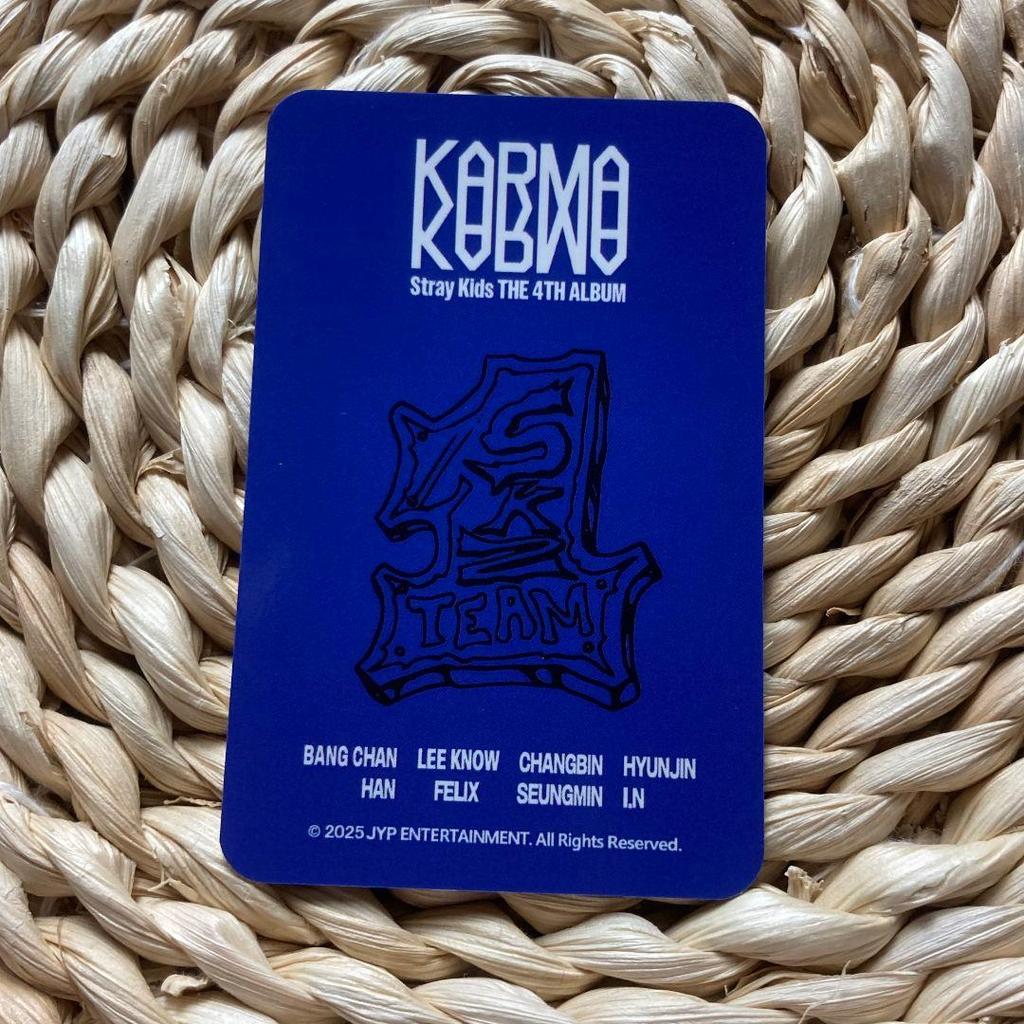 KARMA
Stray Kids THE 4TH ALBUM
SKZ
TEAM
BANG CHAN LEE KNOW CHANGBIN HYUNJIN
HAN FELIX SEUNGMIN I.N
© 2025 JYP ENTERTAINMENT. All Rights Reserved.